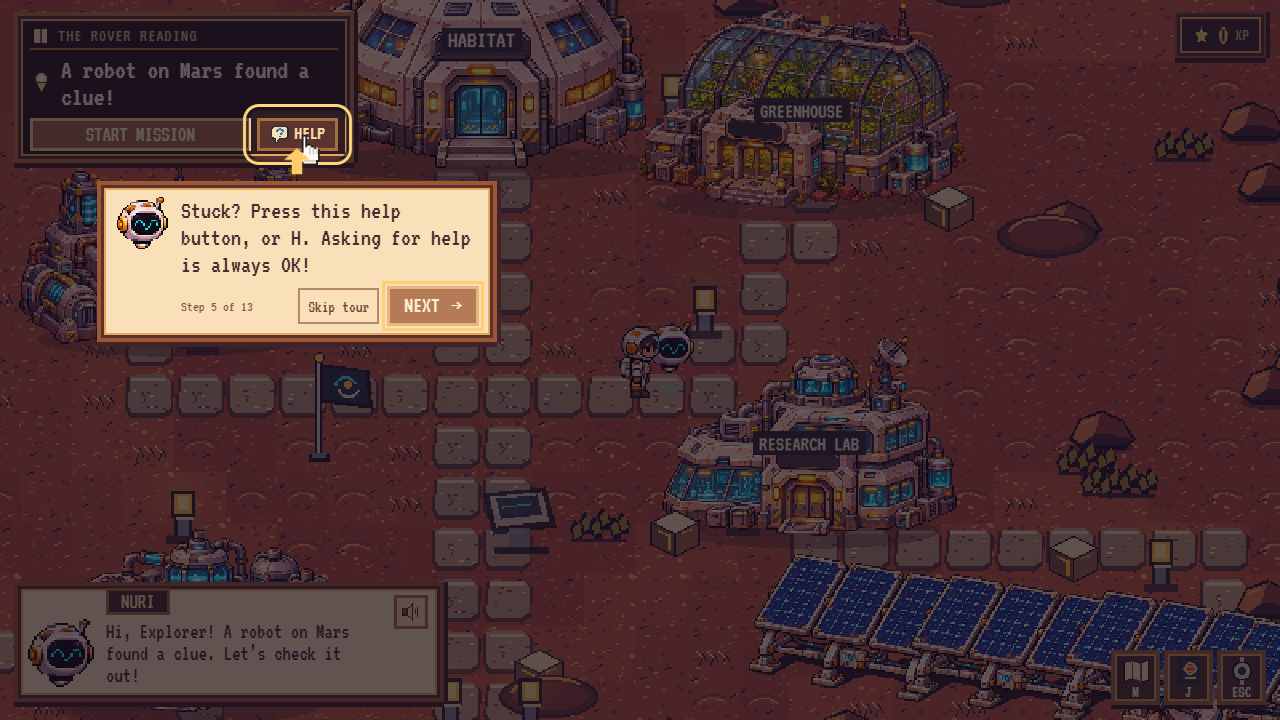 THE ROVER READING
A robot on Mars found a
clue!
START MISSION
HELP
HABITAT
GREENHOUSE
0 XP
Stuck? Press this help
button, or H. Asking for help
is always OK!
Step 5 of 13
Skip tour
NEXT →
RESEARCH LAB
NURI
Hi, Explorer! A robot on Mars
found a clue. Let's check it
out!
M
J
ESC